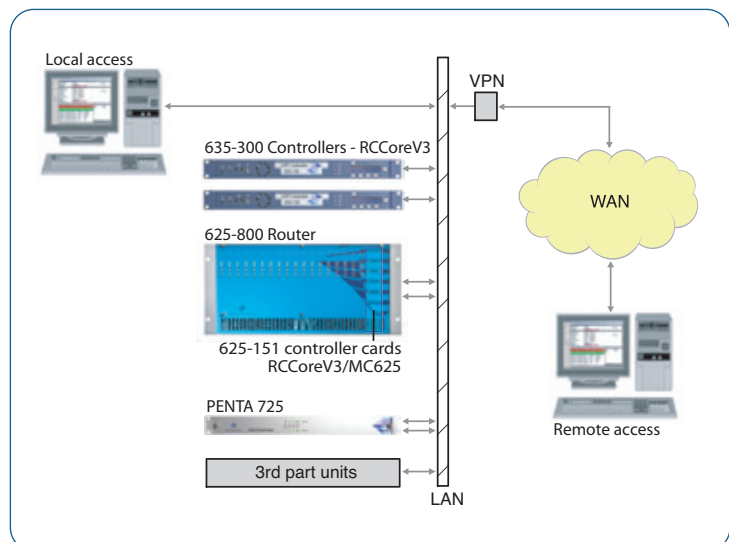 Local access
VPN
635-300 Controllers - RCCoreV3
WAN
625-800 Router
625-151 controller cards
RCCoreV3/MC625
PENTA 725
Remote access
3rd part units
LAN